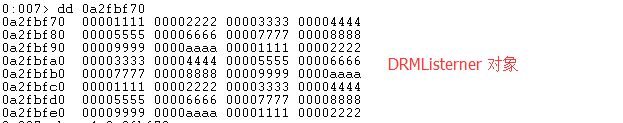 0:007> dd 0a2fbf70
0a2fbf70  00001111 00002222 00003333 00004444
0a2fbf80  00005555 00006666 00007777 00008888
0a2fbf90  00009999 0000aaaa 00001111 00002222
0a2fbfa0  00003333 00004444 00005555 00006666
0a2fbfb0  00007777 00008888 00009999 0000aaaa
0a2fbfc0  00001111 00002222 00003333 00004444
0a2fbfd0  00005555 00006666 00007777 00008888
0a2fbfe0  00009999 0000aaaa 00001111 00002222
DRMListerner 对象